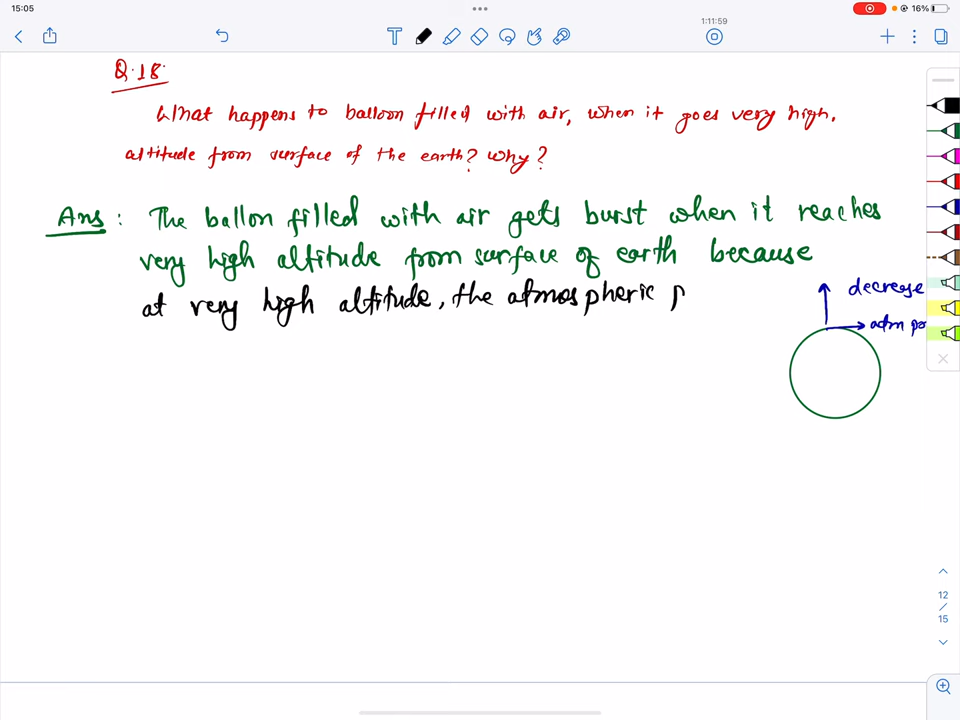 15:05
16%
1:11:59
Q.18.
What happens to balloon filled with air, when it goes very high.
altitude from surface of the earth? why?
Ans : The ballon filled with air gets burst when it reaches
very high altitude from surface of earth because
at very high altitude, the atmospheric p
decrease
atm
12
/
15